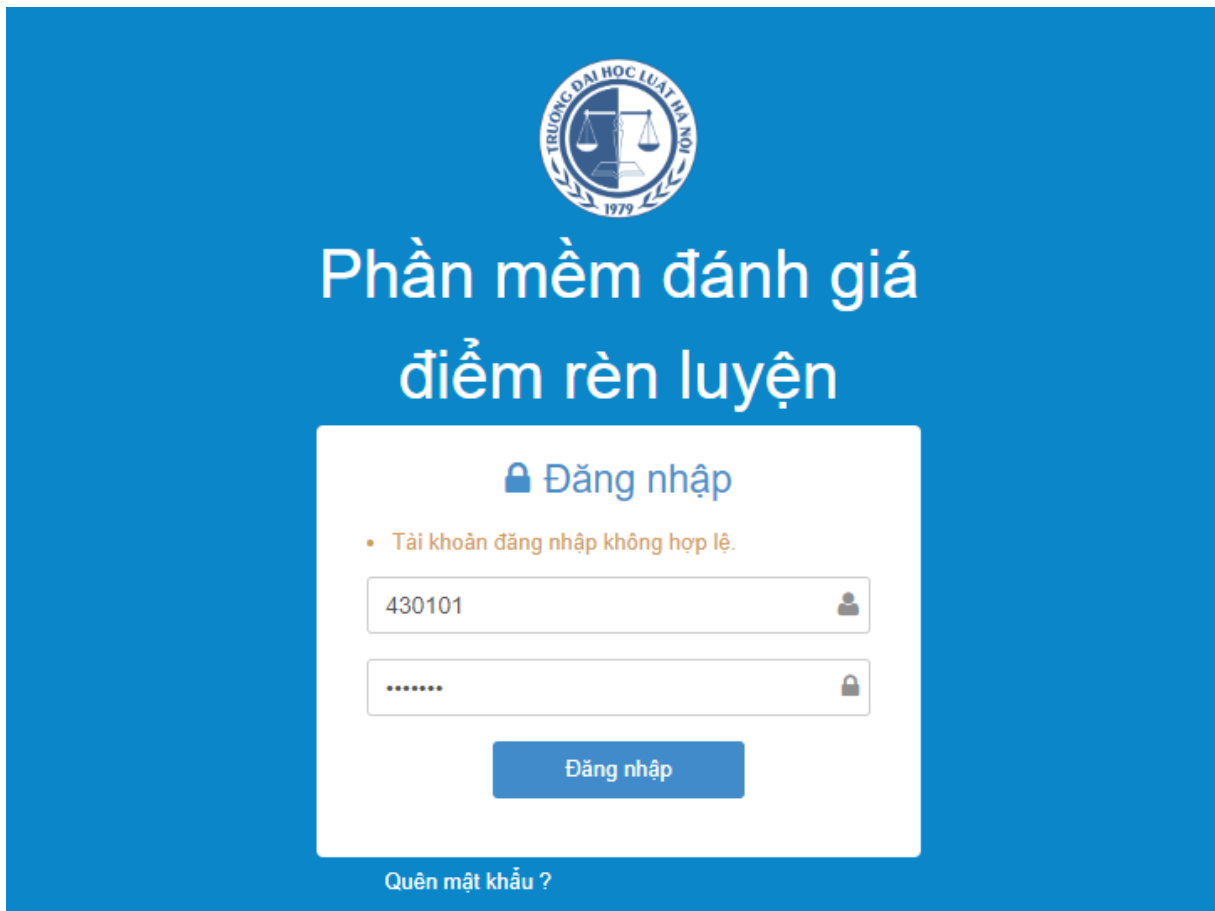 TRƯỜNG ĐẠI HỌC LUẬT HÀ NỘI
1979
Phần mềm đánh giá
điểm rèn luyện
Đăng nhập
• Tài khoản đăng nhập không hợp lệ.
430101
•••••••
Đăng nhập
Quên mật khẩu ?